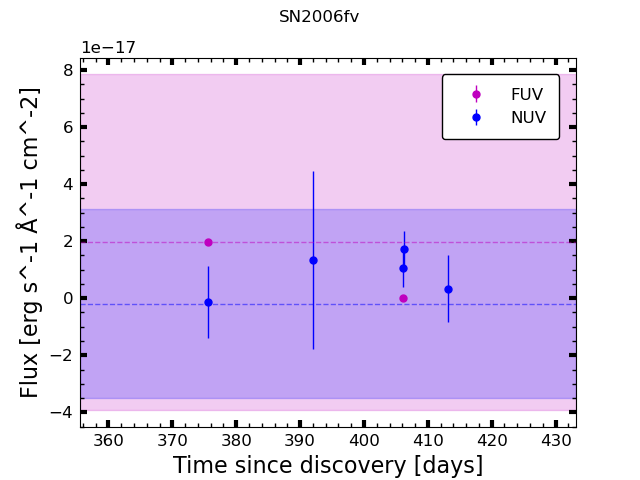 SN2006fv
1e−17
8
6
4
2
0
−2
−4
Flux [erg s^-1 Å^-1 cm^-2]
FUV
NUV
360 370 380 390 400 410 420 430
Time since discovery [days]